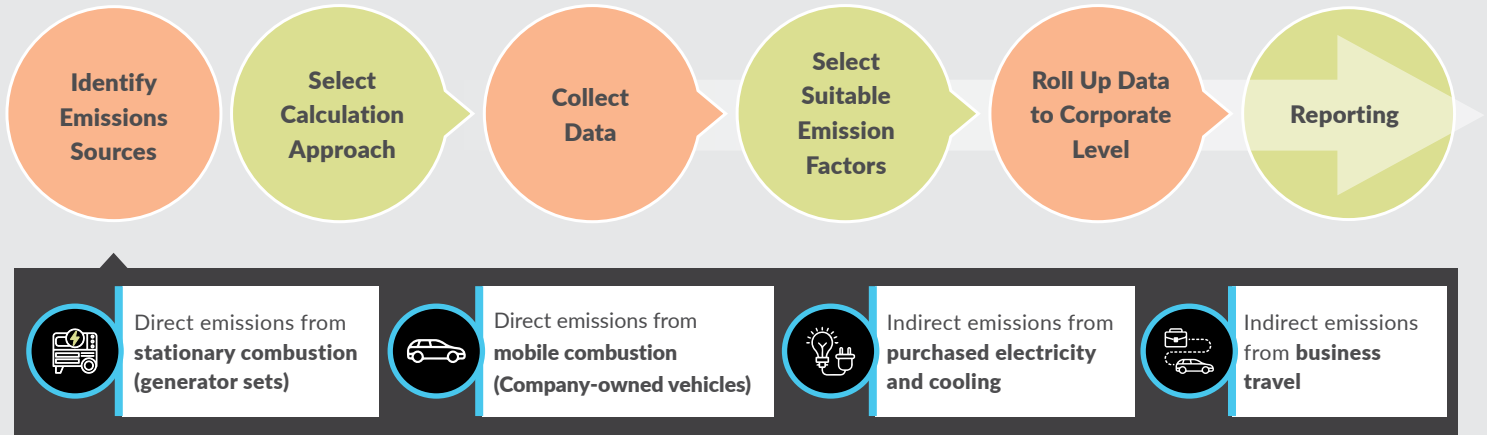 Identify
Emissions
Sources
Select
Calculation
Approach
Collect
Data
Select
Suitable
Emission
Factors
Roll Up Data
to Corporate
Level
Reporting
Direct emissions from
stationary combustion
(generator sets)
Direct emissions from
mobile combustion
(Company-owned vehicles)
Indirect emissions from
purchased electricity
and cooling
Indirect emissions
from business
travel